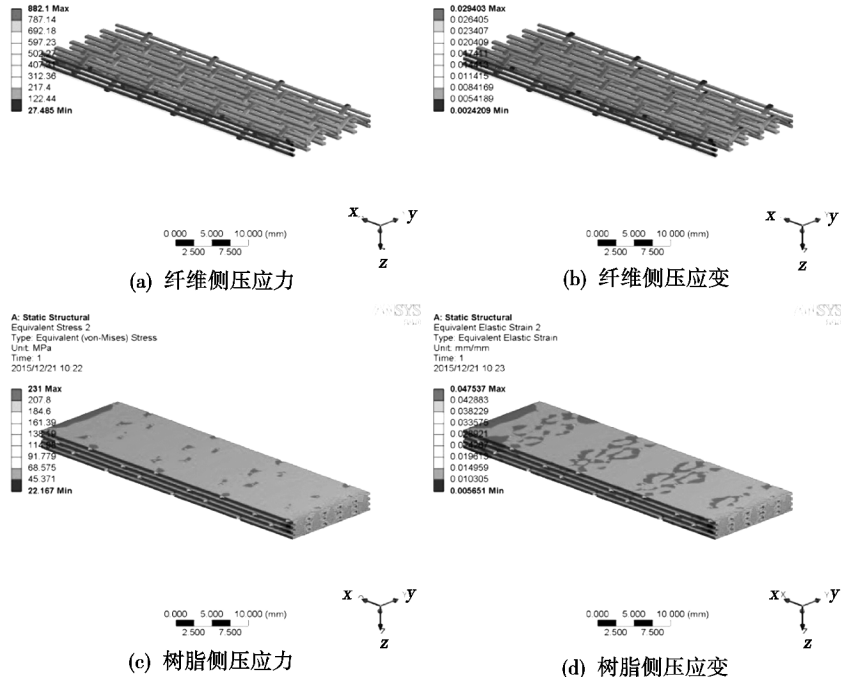 882.1 Max
787.14
692.18
597.23
312.36
217.4
122.44
27.485 Min
x
y
z
0.000 5.000 10.000 (mm)
2.500 7.500
(a) 纤维侧压应力
0.029403 Max
0.026405
0.023407
0.020409
0.011415
0.0084169
0.0054189
0.0024209 Min
x
y
z
0.000 5.000 10.000 (mm)
2.500 7.500
(b) 纤维侧压应变
A: Static Structural
Equivalent Stress 2
Type: Equivalent (von-Mises) Stress
Unit: MPa
Time: 1
2015/12/21 10:22
231 Max
207.8
184.6
161.39
91.779
68.575
45.371
22.167 Min
x
y
z
0.000 5.000 10.000 (mm)
2.500 7.500
(c) 树脂侧压应力
A: Static Structural
Equivalent Elastic Strain 2
Type: Equivalent Elastic Strain
Unit: mm/mm
Time: 1
2015/12/21 10:23
0.047537 Max
0.042883
0.038229
0.033575
0.019613
0.014959
0.010305
0.005651 Min
x
y
z
0.000 5.000 10.000 (mm)
2.500 7.500
(d) 树脂侧压应变